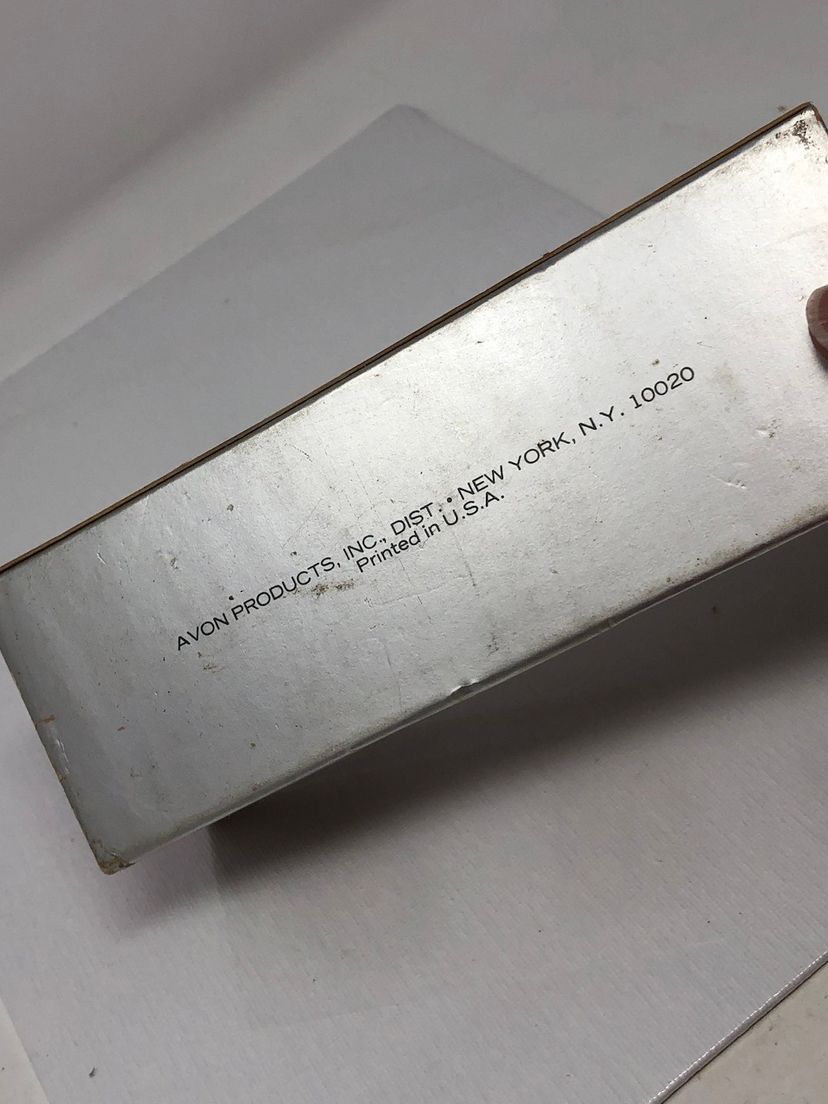 AVON PRODUCTS, INC., DIST. • NEW YORK, N.Y. 10020
Printed in U.S.A.